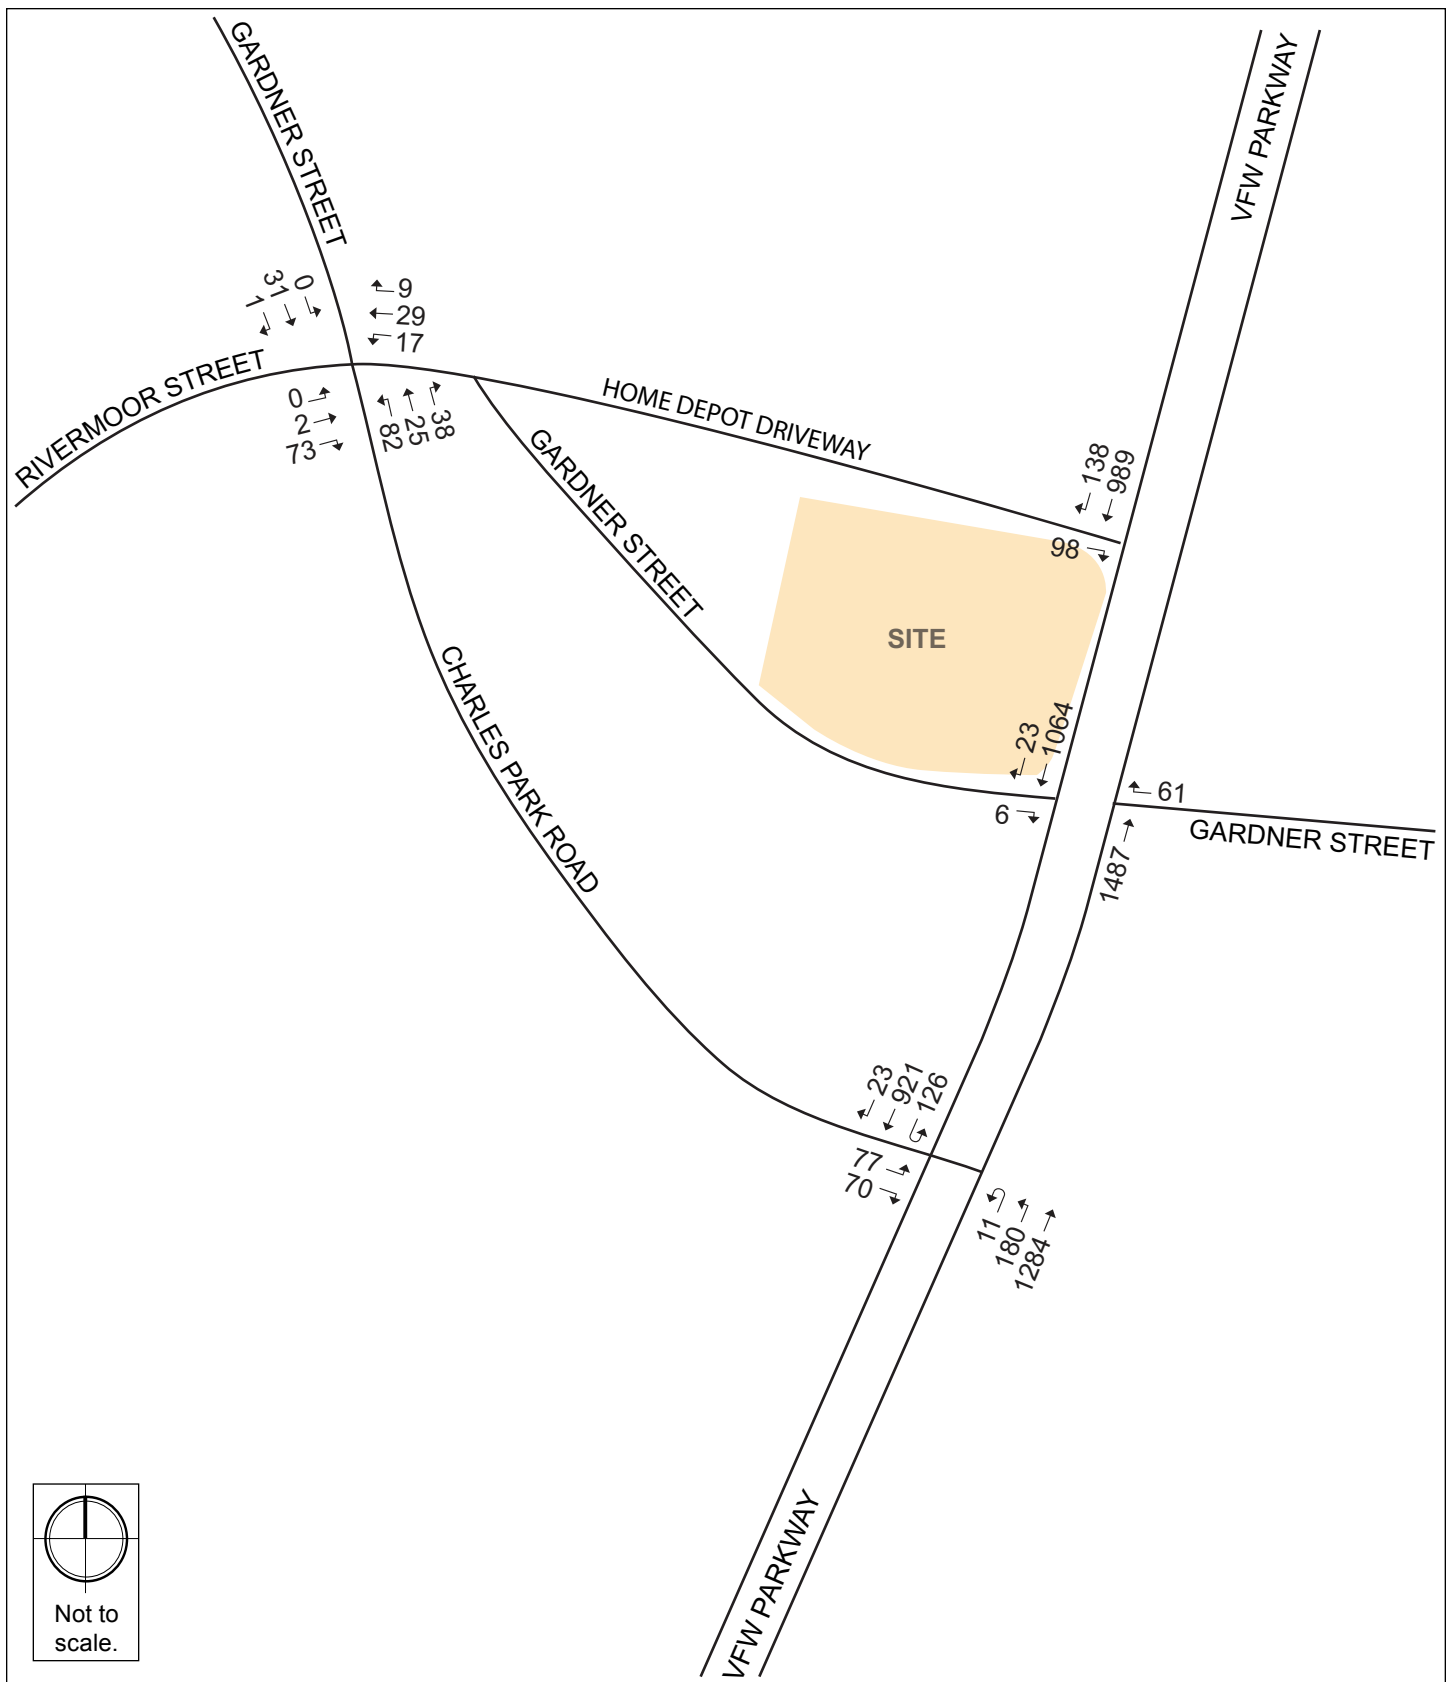 GARDNER STREET
VFW PARKWAY
1
31
0
9
29
17
RIVERMOOR STREET
0
2
73
82
25
38
HOME DEPOT DRIVEWAY
GARDNER STREET
138
989
98
SITE
23
1064
6
61
GARDNER STREET
1487
CHARLES PARK ROAD
23
921
126
77
70
11
180
1284
VFW PARKWAY
Not to
scale.